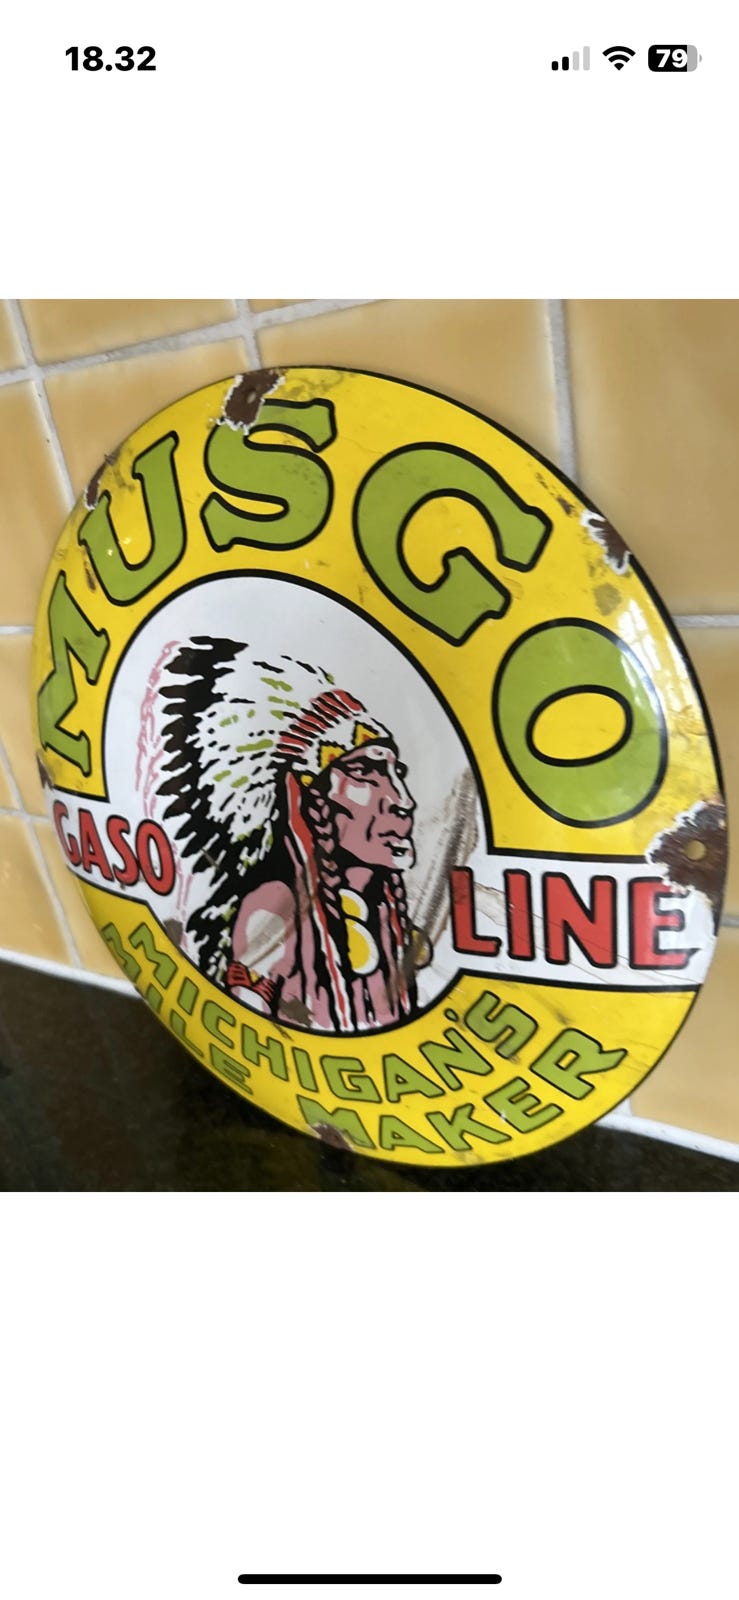 18.32
79
MUSGO
GASO LINE
MICHIGAN'S
MILE MAKER